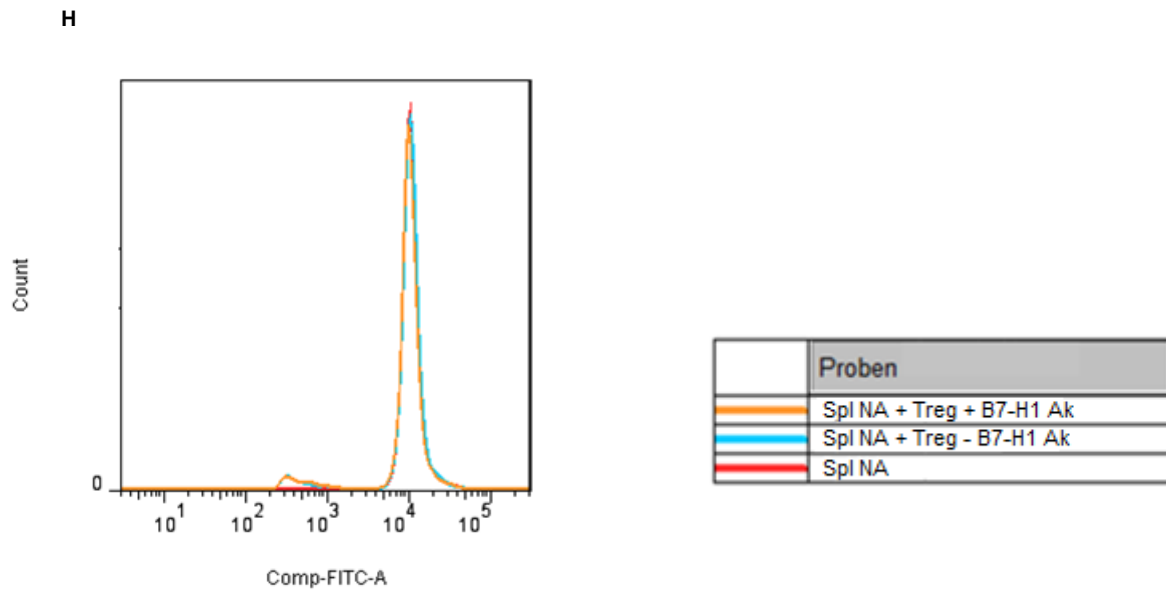 H
Count
0
10^1 10^2 10^3 10^4 10^5
Comp-FITC-A
Proben
Spl NA + Treg + B7-H1 Ak
Spl NA + Treg - B7-H1 Ak
Spl NA